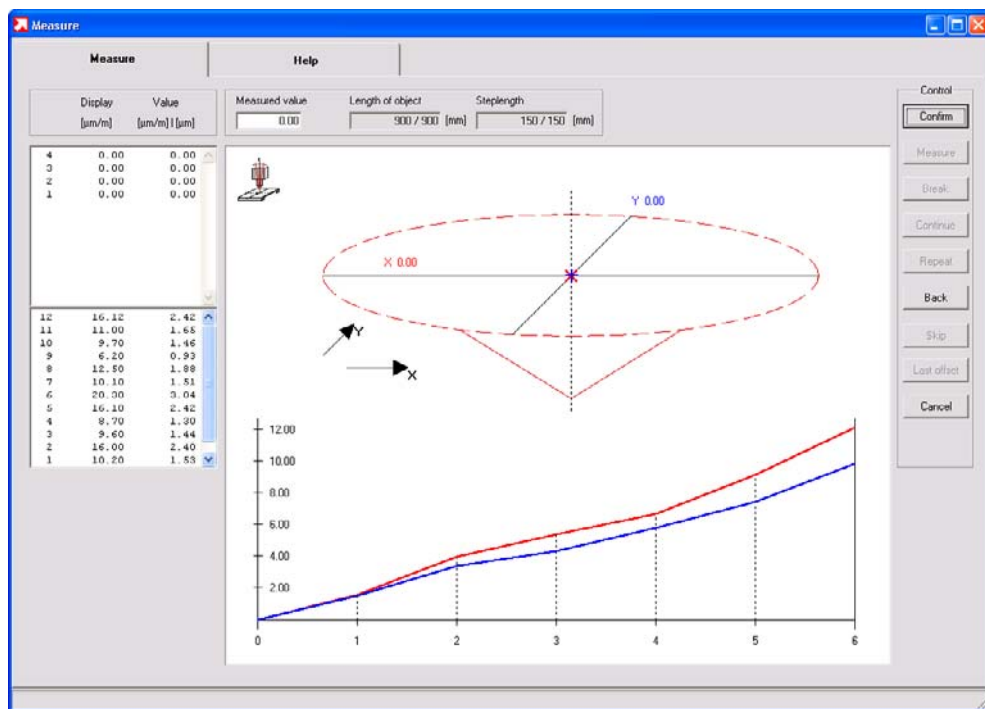 Measure
Measure Help
Display Value
[µm/m] [µm/m] | [µm]
Measured value Length of object Steplength
0.00 900 / 900 [mm] 150 / 150 [mm]
4 0.00 0.00
3 0.00 0.00
2 0.00 0.00
1 0.00 0.00
12 16.12 2.42
11 11.00 1.65
10 9.70 1.46
9 6.20 0.93
8 12.50 1.88
7 10.10 1.51
6 20.30 3.04
5 16.10 2.42
4 8.70 1.30
3 9.60 1.44
2 16.00 2.40
1 10.20 1.53
Y 0.00
X 0.00
Y
X
12.00
10.00
8.00
6.00
4.00
2.00
0 1 2 3 4 5 6
Control
Confirm
Measure
Break
Continue
Repeat
Back
Skip
Last offset
Cancel